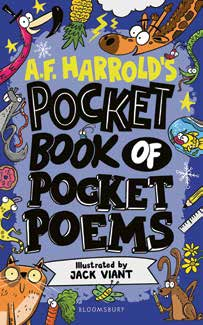 A.F. HARROLD'S
POCKET
BOOK OF
POCKET
POEMS
Illustrated by
JACK VIANT
BLOOMSBURY